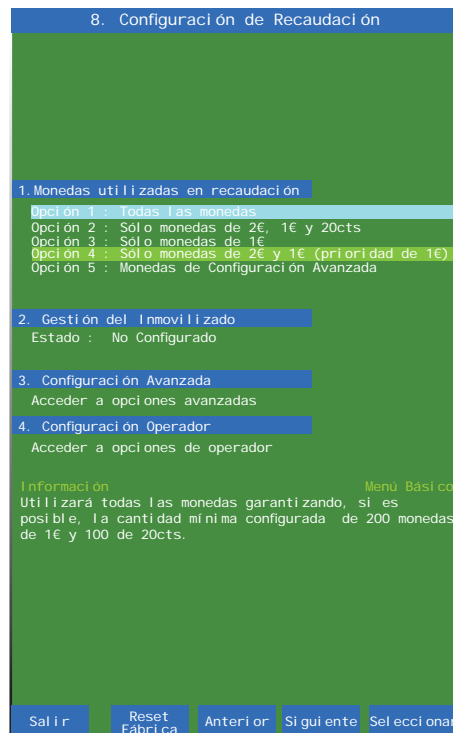 8. Configuración de Recaudación
1.Monedas utilizadas en recaudación
Opción 1 : Todas las monedas
Opción 2 : Sólo monedas de 2€, 1€ y 20cts
Opción 3 : Sólo monedas de 1€
Opción 4 : Sólo monedas de 2€ y 1€ (prioridad de 1€)
Opción 5 : Monedas de Configuración Avanzada
2. Gestión del Inmovilizado
Estado : No Configurado
3. Configuración Avanzada
Acceder a opciones avanzadas
4. Configuración Operador
Acceder a opciones de operador
Información Menú Básico
Utilizará todas las monedas garantizando, si es
posible, la cantidad mínima configurada de 200 monedas
de 1€ y 100 de 20cts.
Salir Reset Fábrica Anterior Siguiente Seleccionar